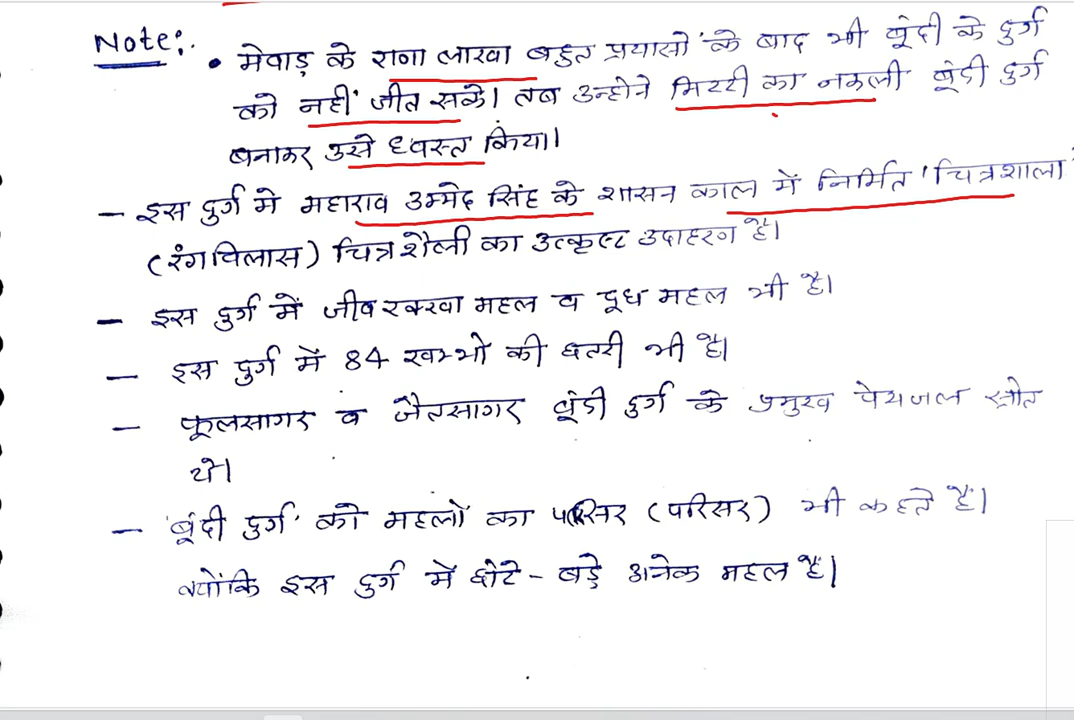 Note:.
• मेवाड़ के राणा लाखा बहुत प्रयासों के बाद भी बूंदी के दुर्ग
को नहीं जीत सके। तब उन्होने मिट्टी का नकली बूंदी दुर्ग
बनाकर उसे ध्वस्त किया।
– इस दुर्ग मे महाराव उम्मेद सिंह के शासन काल में निर्मित 'चित्रशाला'
(रंगविलास) चित्रशैली का उत्कृष्ट उदाहरण है।
– इस दुर्ग में जीवरक्खा महल व दूध महल भी है।
– इस दुर्ग में 84 खम्भो की छतरी भी है।
– फूलसागर व जैतसागर बूंदी दुर्ग के प्रमुख पेयजल स्त्रोत
थे।
– 'बूंदी दुर्ग' को महलों का (परिसर) भी कहते हैं।
क्योंकि इस दुर्ग में छोटे - बड़े अनेक महल हैं।